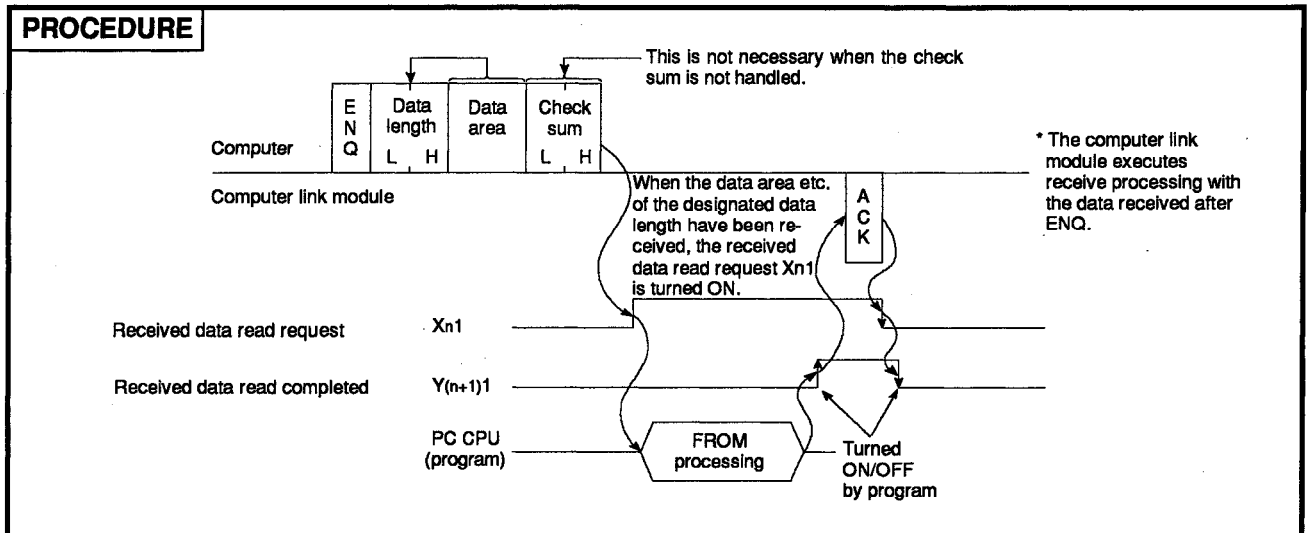 PROCEDURE
This is not necessary when the check
sum is not handled.
E
N
Q
Data
length
L H
Data
area
Check
sum
L H
Computer
Computer link module
* The computer link
module executes
receive processing with
the data received after
ENQ.
When the data area etc.
of the designated data
length have been re-
ceived, the received
data read request Xn1
is turned ON.
A
C
K
Received data read request Xn1
Received data read completed Y(n+1)1
PC CPU
(program)
FROM
processing
Turned
ON/OFF
by program